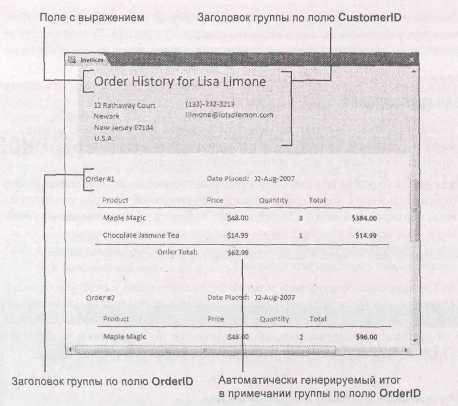 Поле с выражением
Заголовок группы по полю CustomerID
Invoices
Order History for Lisa Limone
12 Rathaway Court (133)-232-3213
Newark llimone@lotsolemon.com
New Jersey 07104
U.S.A.
Order #1 Date Placed: 02-Aug-2007
Product Price Quantity Total
Maple Magic $48.00 8 $384.00
Chocolate Jasmine Tea $14.99 1 $14.99
Order Total: $62.99
Order #2 Date Placed: 02-Aug-2007
Product Price Quantity Total
Maple Magic $48.00 2 $96.00
Заголовок группы по полю OrderID
Автоматически генерируемый итог
в примечании группы по полю OrderID